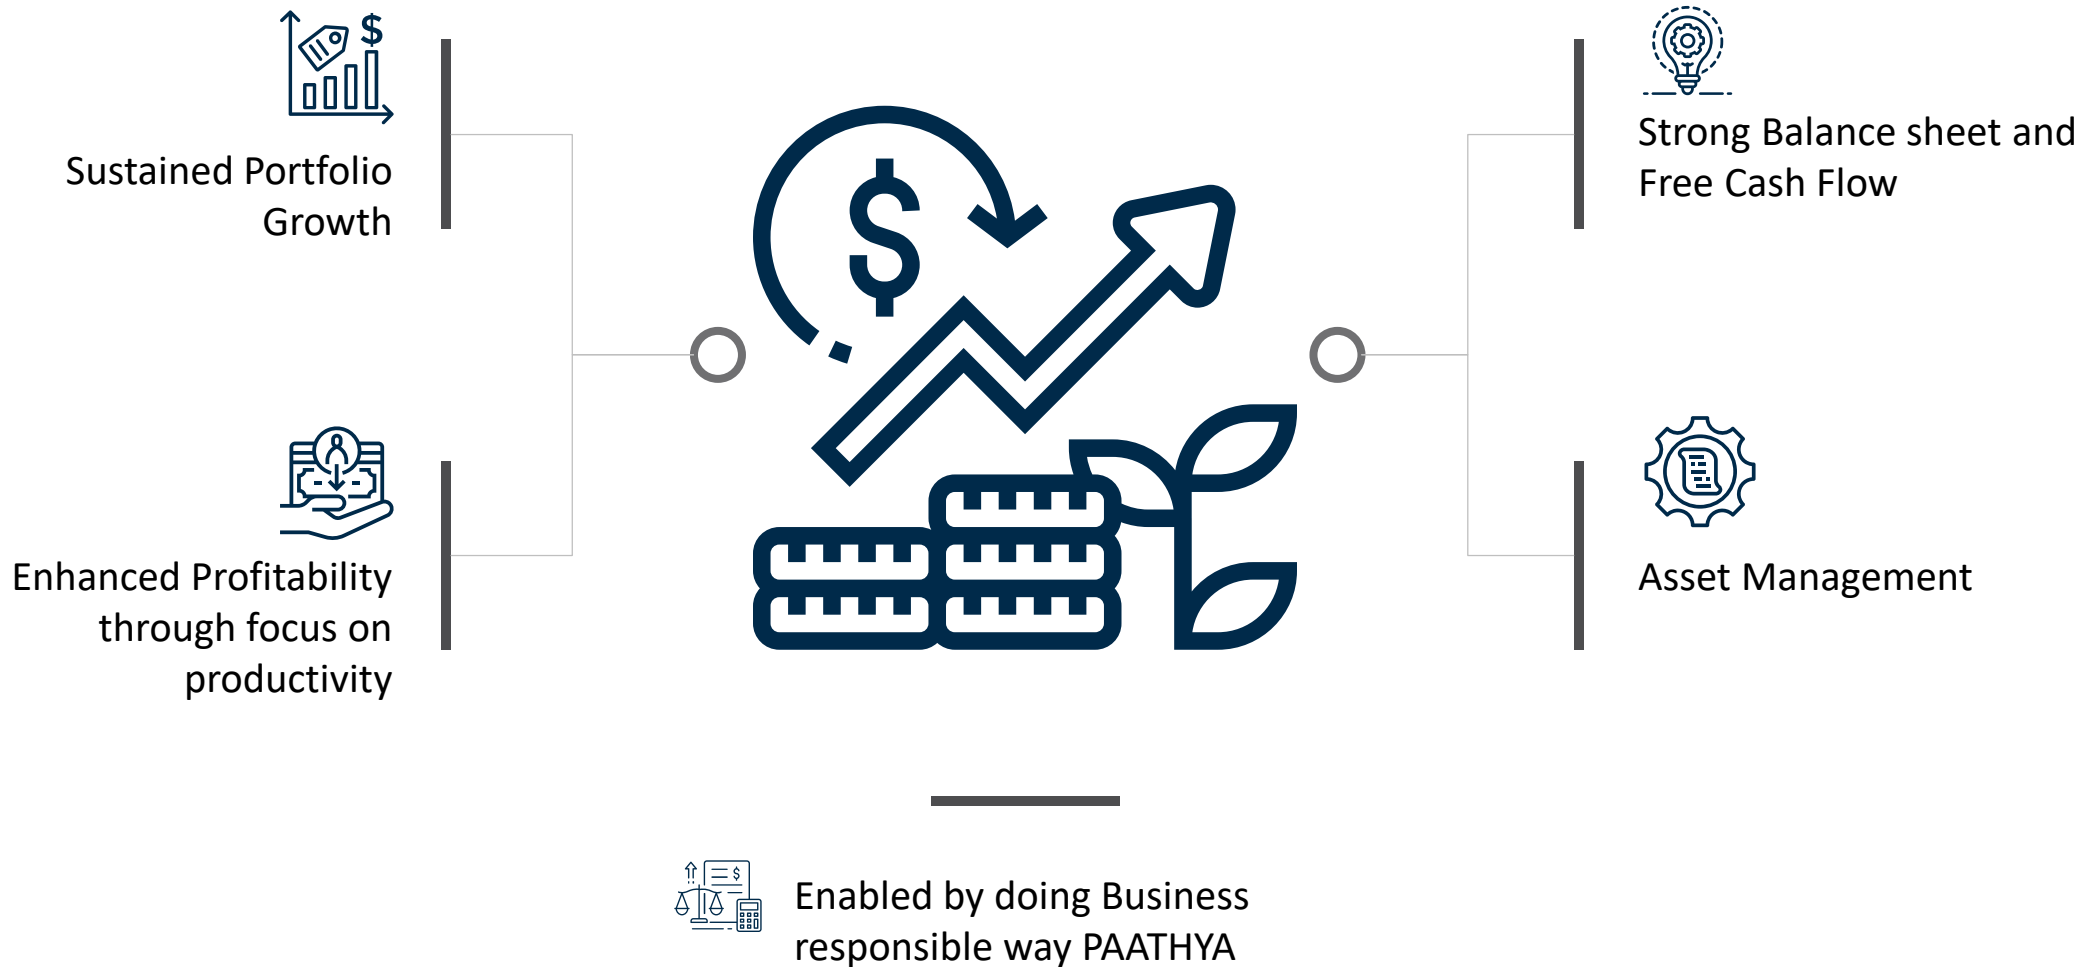 Sustained Portfolio
Growth
Enhanced Profitability
through focus on
productivity
Strong Balance sheet and
Free Cash Flow
Asset Management
Enabled by doing Business
responsible way PAATHYA